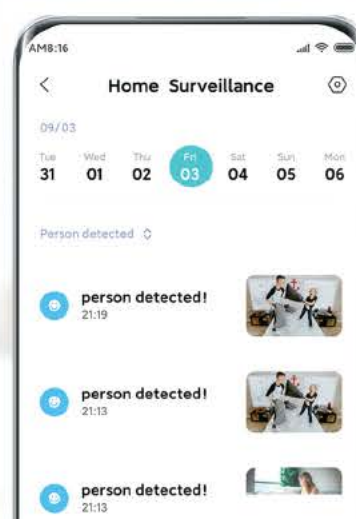 AM8:16
Home Surveillance
09/03
Tue Wed Thu Fri Sat Sun Mon
31 01 02 03 04 05 06
Person detected
person detected!
21:19
person detected!
21:13
person detected!
21:13